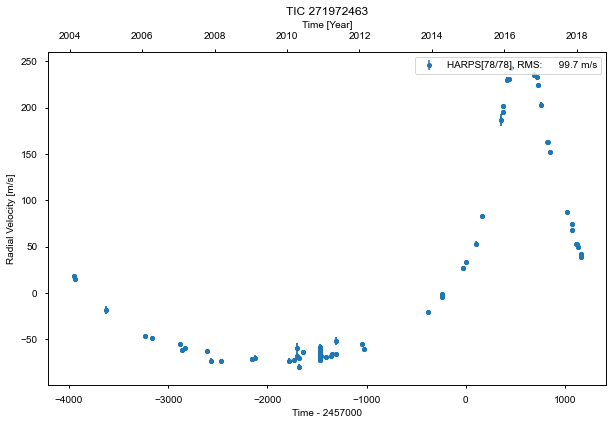 TIC 271972463
Time [Year]
2004 2006 2008 2010 2012 2014 2016 2018
HARPS[78/78], RMS: 99.7 m/s
Radial Velocity [m/s]
250
200
150
100
50
0
−50
−4000 −3000 −2000 −1000 0 1000
Time - 2457000